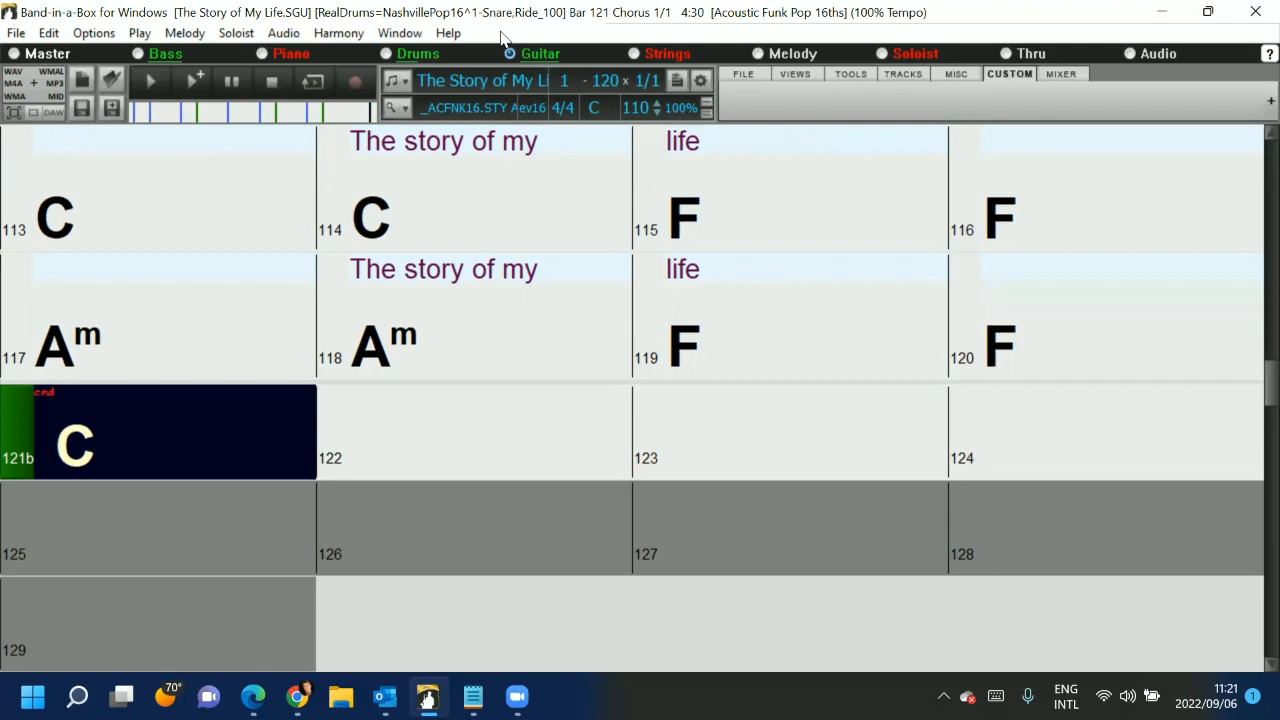 Band-in-a-Box for Windows [The Story of My Life.SGU] [RealDrums=NashvillePop16^1-Snare,Ride_100] Bar 121 Chorus 1/1 4:30 [Acoustic Funk Pop 16ths] (100% Tempo)
File Edit Options Play Melody Soloist Audio Harmony Window Help
Master Bass Piano Drums Guitar Strings Melody Soloist Thru Audio ?
WAV WMAL
M4A + MP3
WMA MID
DAW
The Story of My Li 1 - 120 x 1/1
_ACFNK16.STY Aev16 4/4 C 110 100%
FILE VIEWS TOOLS TRACKS MISC CUSTOM MIXER
+
The story of my life
113 C 114 C 115 F 116 F
The story of my life
117 Am 118 Am 119 F 120 F
end
121b C 122 123 124
125 126 127 128
129
70°
ENG
INTL
11:21
2022/09/06
1